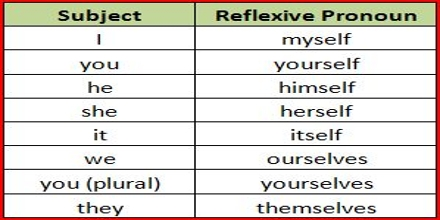 Subject Reflexive Pronoun
I myself
you yourself
he himself
she herself
it itself
we ourselves
you (plural) yourselves
they themselves